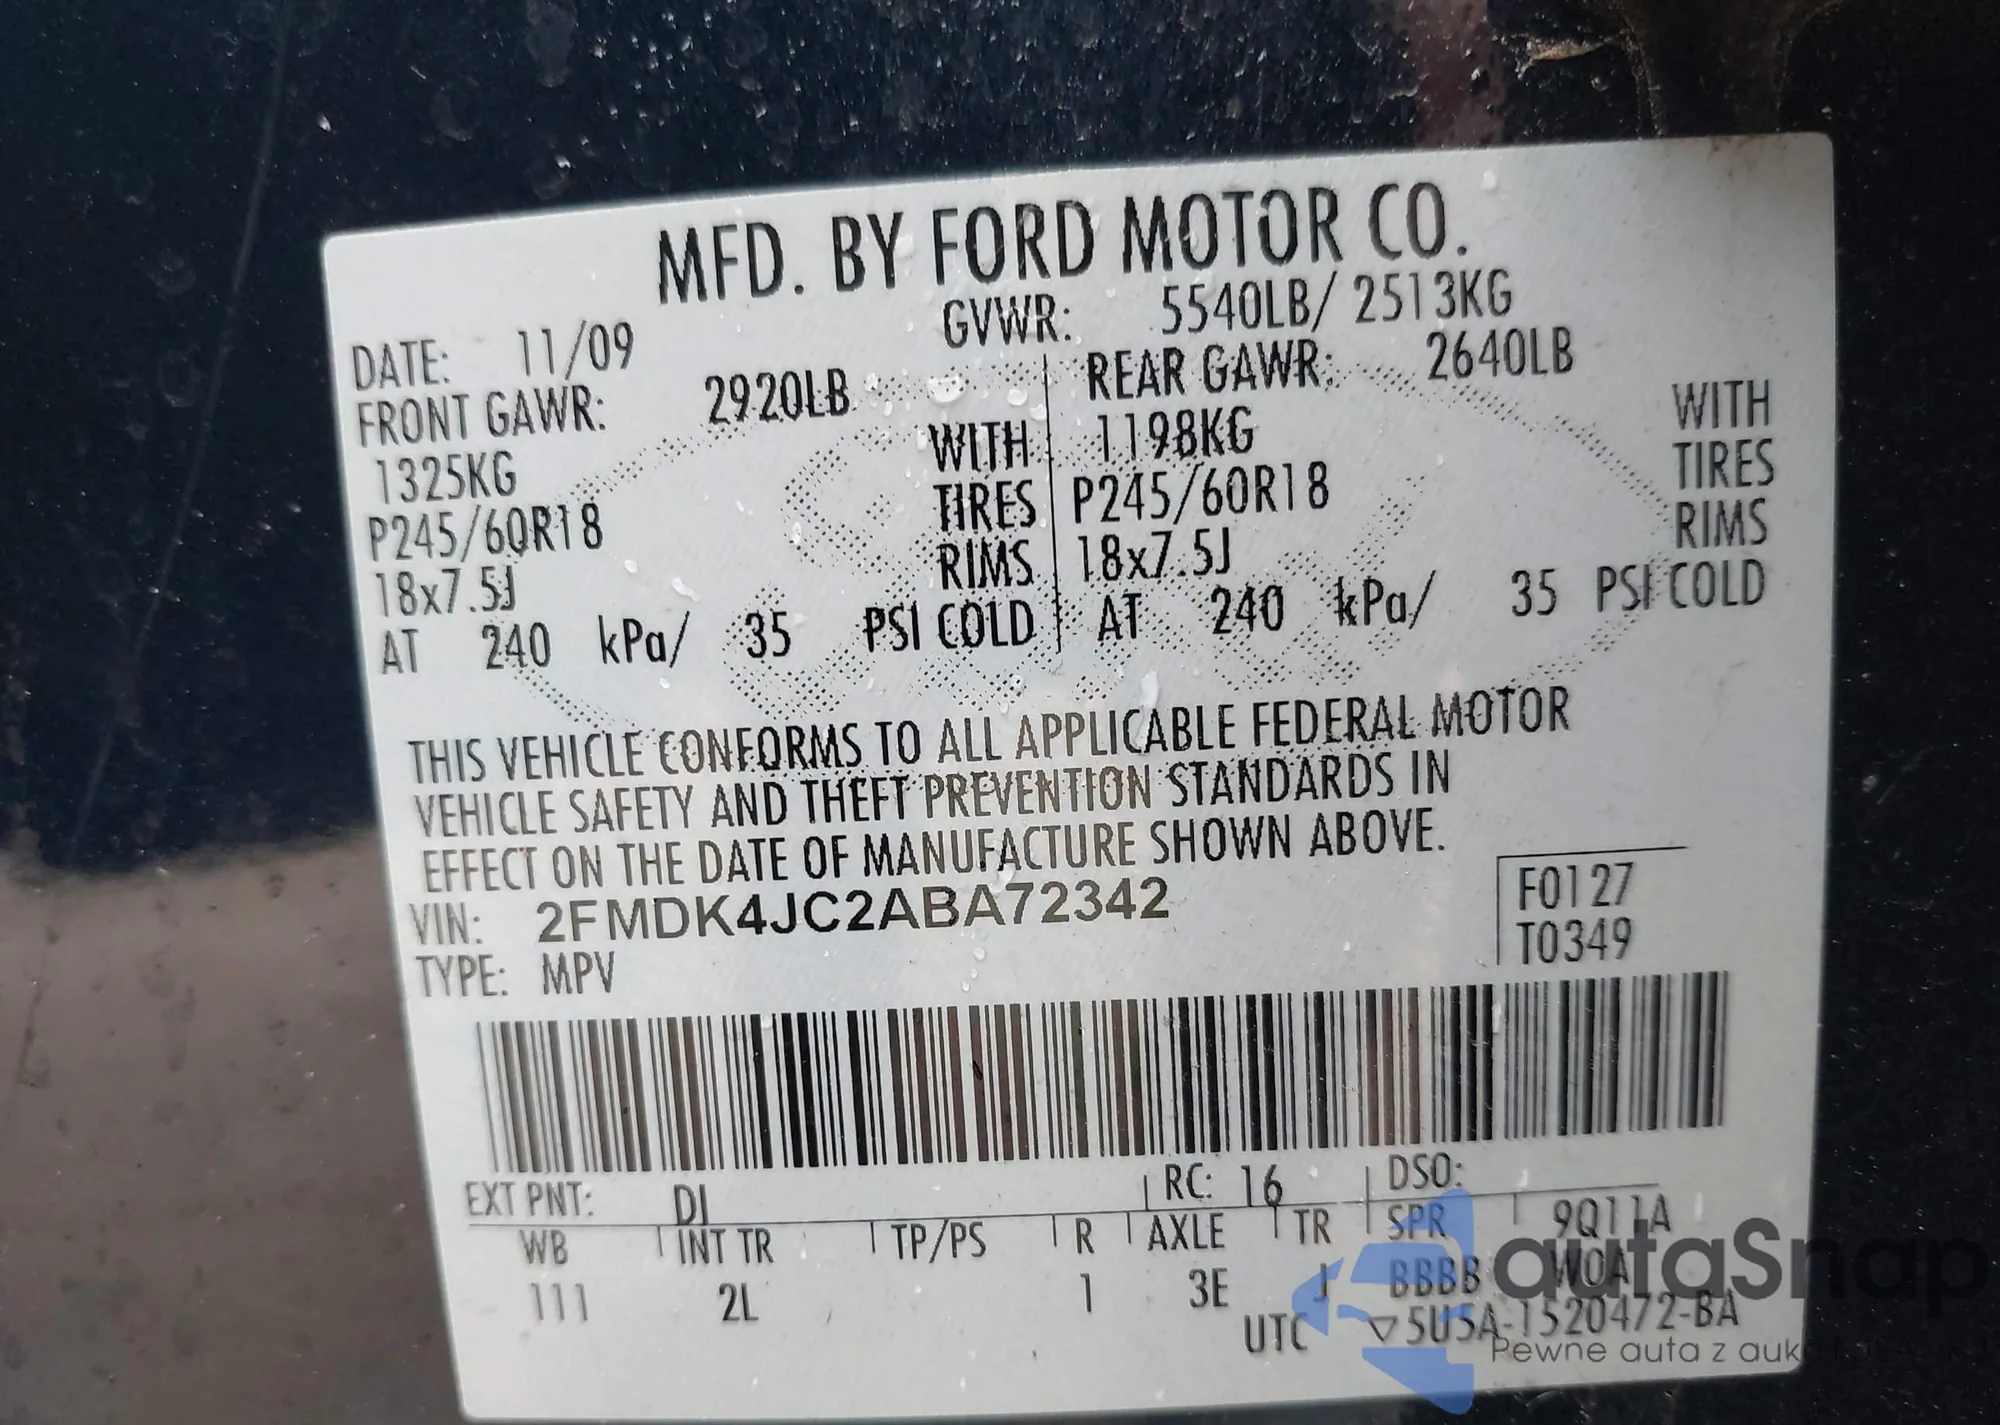 MFD. BY FORD MOTOR CO.
DATE: 11/09 GVWR: 5540LB/ 2513KG
FRONT GAWR: 2920LB REAR GAWR: 2640LB
1325KG WITH 1198KG WITH
P245/60R18 TIRES P245/60R18 TIRES
18x7.5J RIMS 18x7.5J RIMS
AT 240 kPa/ 35 PSI COLD AT 240 kPa/ 35 PSI COLD
THIS VEHICLE CONFORMS TO ALL APPLICABLE FEDERAL MOTOR
VEHICLE SAFETY AND THEFT PREVENTION STANDARDS IN
EFFECT ON THE DATE OF MANUFACTURE SHOWN ABOVE.
VIN: 2FMDK4JC2ABA72342
TYPE: MPV
F0127
T0349
EXT PNT: DJ RC: 16 DSO:
WB INT TR TP/PS R AXLE TR SPR 9Q11A
111 2L 1 3E J BBBB W0A
UTC ▽5U5A-1520472-BA
autaSnap
Pewne auta z